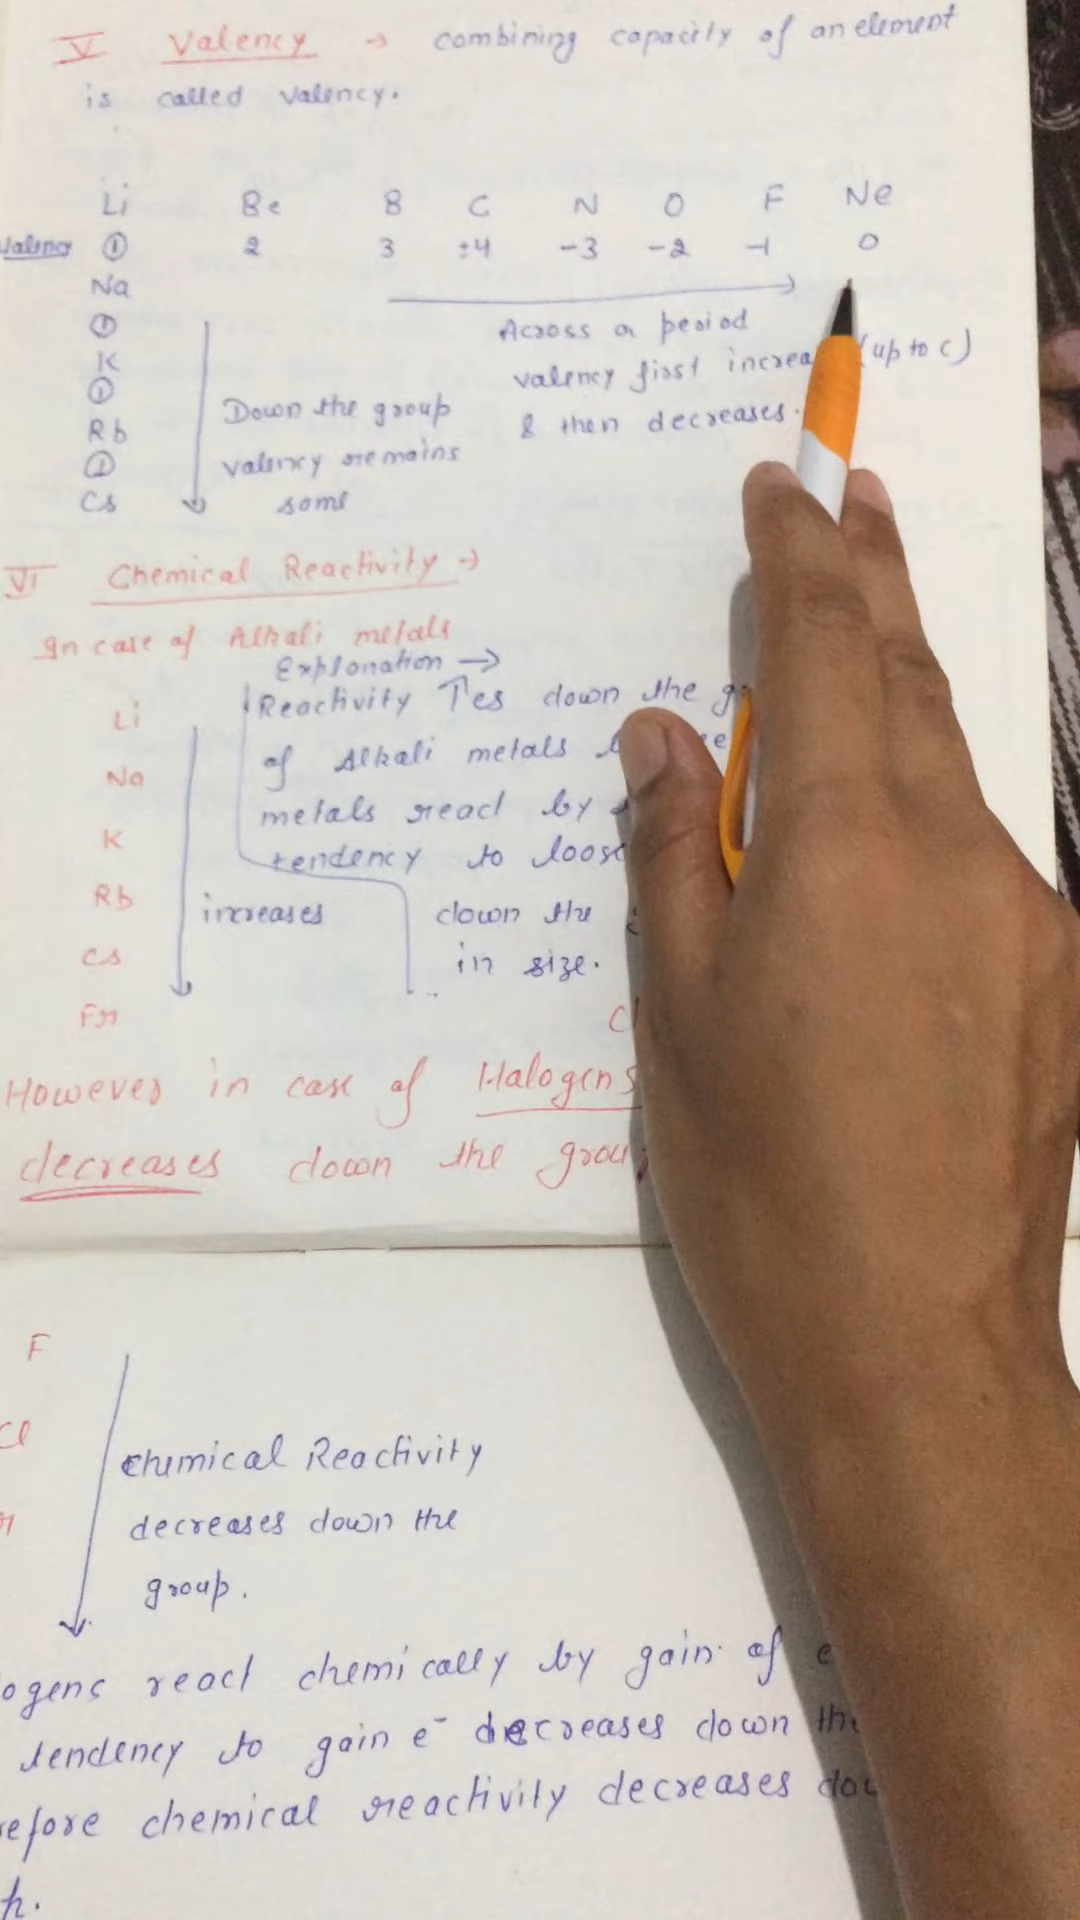 V Valency → combining capacity of an element
is called valency.
Li Be B C N O F Ne
Valency ① 2 3 ±4 -3 -2 -1 0
Na
①
K
①
Rb
①
Cs
Across a period
valency first increa (up to C)
& then decreases.
Down the group
valency remains
same
VI Chemical Reactivity →
In case of Alkali metals
Explanation →
Li
Na
K
Rb
Cs
Fr
increases
Reactivity ↑es down the
of Alkali metals
metals react by
tendency to loose
down the
in size.
However in case of Halogens
decreases down the
F
Cl
Chemical Reactivity
decreases down the
group.
react chemically by gain of
tendency to gain e⁻ decreases down the
chemical reactivity decreases